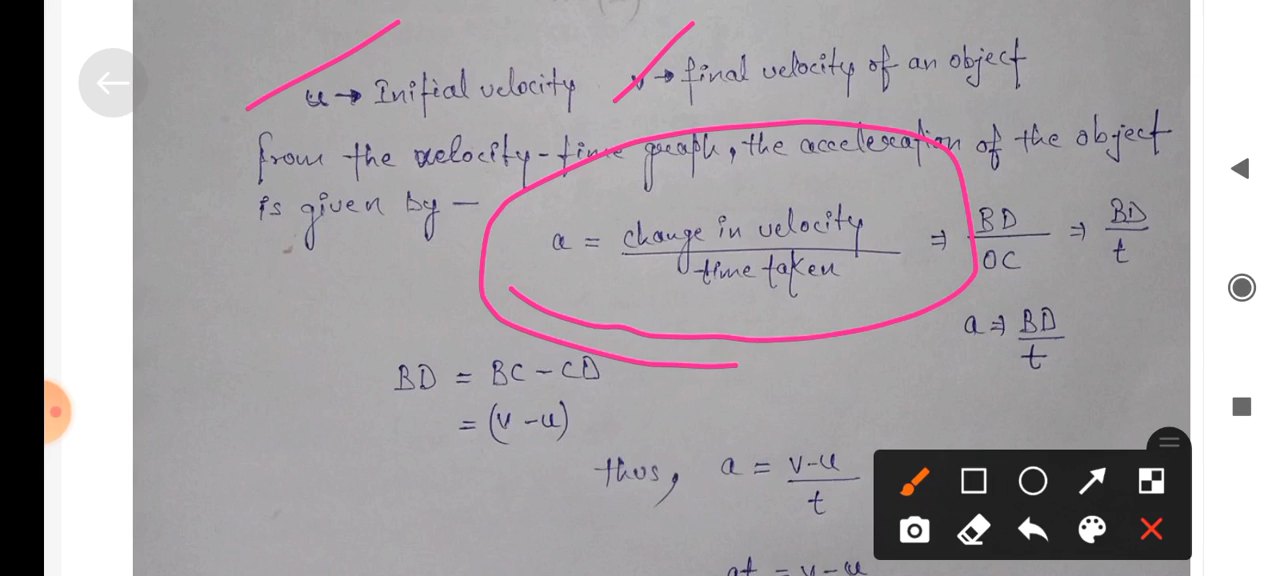 u → Initial velocity v → final velocity of an object
from the velocity-time graph, the acceleration of the object
is given by —
a = change in velocity / time taken ⇒ BD / OC ⇒ BD / t
a ⇒ BD / t
BD = BC - CD
= (v - u)
thus, a = v-u / t
at = v-u